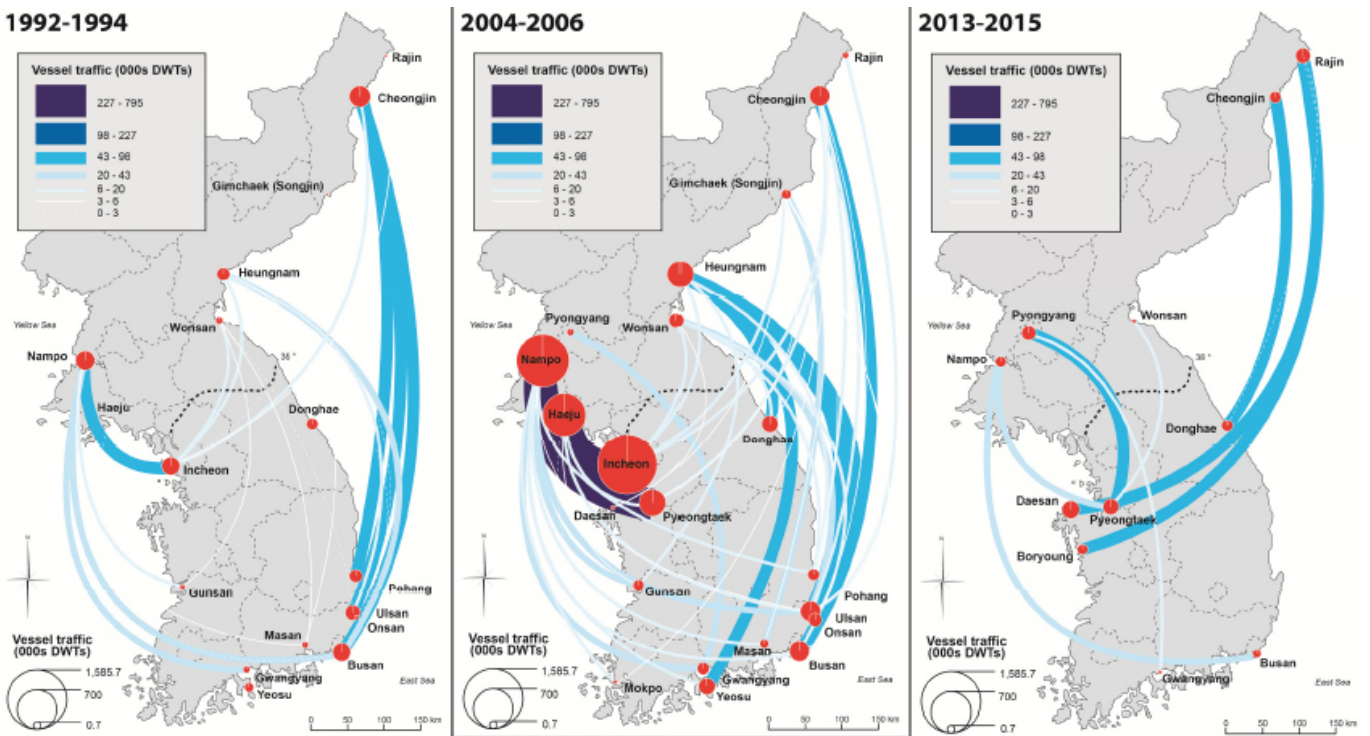 1992-1994
Vessel traffic (000s DWTs)
227 - 795
98 - 227
43 - 98
20 - 43
6 - 20
3 - 6
0 - 3
Rajin
Cheongjin
Gimchaek (Songjin)
Heungnam
Yellow Sea
Wonsan
Nampo
38 °
Haeju
Donghae
Incheon
N
Pohang
Gunsan
Ulsan
Onsan
Masan
Vessel traffic
(000s DWTs)
Busan
1,585.7
700
0.7
Gwangyang
East Sea
Yeosu
0 50 100 150 km
2004-2006
Vessel traffic (000s DWTs)
227 - 795
98 - 227
43 - 98
20 - 43
6 - 20
3 - 6
0 - 3
Rajin
Cheongjin
Gimchaek (Songjin)
Heungnam
Yellow Sea
Pyongyang
Wonsan
Nampo
38 °
Haeju
Donghae
Incheon
Daesan
Pyeongtaek
N
Pohang
Gunsan
Ulsan
Onsan
Masan
Vessel traffic
(000s DWTs)
Busan
1,585.7
700
0.7
Gwangyang
Mokpo
Yeosu
East Sea
0 50 100 150 km
2013-2015
Vessel traffic (000s DWTs)
227 - 795
98 - 227
43 - 98
20 - 43
6 - 20
3 - 6
0 - 3
Rajin
Cheongjin
Pyongyang
Yellow Sea
Wonsan
Nampo
38 °
Donghae
Daesan
Pyeongtaek
Boryoung
N
Vessel traffic
(000s DWTs)
Busan
1,585.7
700
0.7
Gwangyang
East Sea
0 50 100 150 km